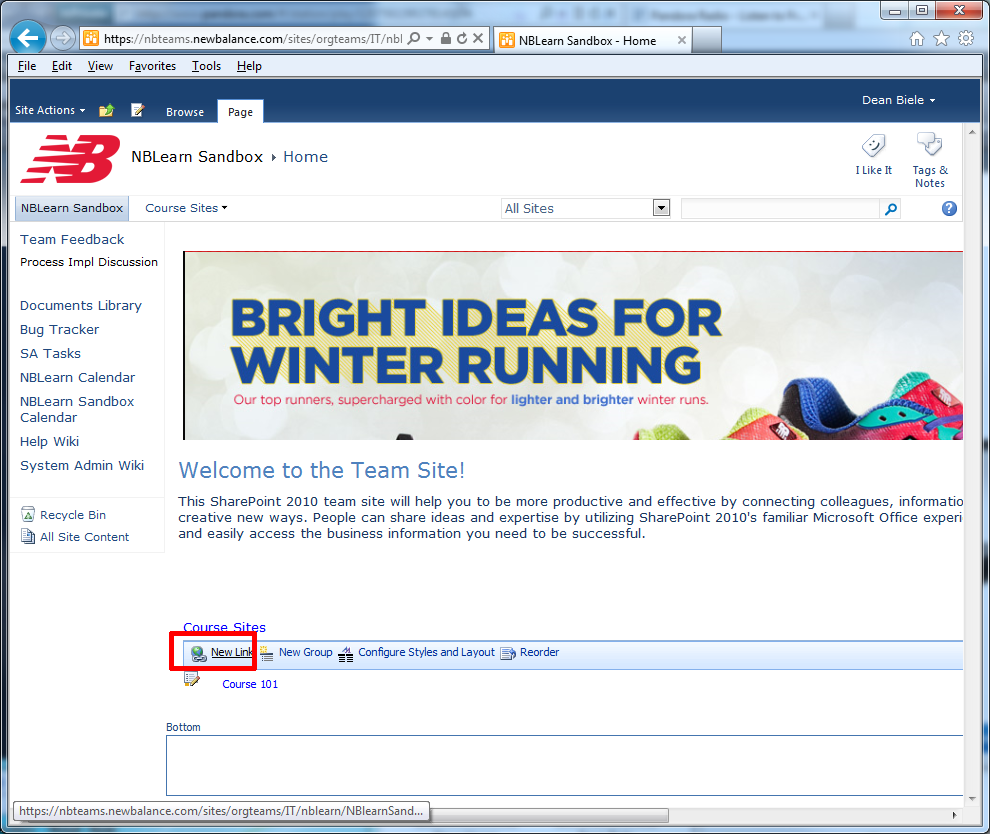 https://nbteams.newbalance.com/sites/orgteams/IT/nbl
NBLearn Sandbox - Home
File Edit View Favorites Tools Help
Dean Biele
Site Actions Browse Page
NB
NBLearn Sandbox Home
I Like It
Tags &
Notes
NBLearn Sandbox Course Sites All Sites
Team Feedback
Process Impl Discussion
Documents Library
Bug Tracker
SA Tasks
NBLearn Calendar
NBLearn Sandbox
Calendar
Help Wiki
System Admin Wiki
Recycle Bin
All Site Content
BRIGHT IDEAS FOR
WINTER RUNNING
Our top runners, supercharged with color for lighter and brighter winter runs.
Welcome to the Team Site!
This SharePoint 2010 team site will help you to be more productive and effective by connecting colleagues, informatio
creative new ways. People can share ideas and expertise by utilizing SharePoint 2010's familiar Microsoft Office experi
and easily access the business information you need to be successful.
Course Sites
New Link New Group Configure Styles and Layout Reorder
Course 101
Bottom
https://nbteams.newbalance.com/sites/orgteams/IT/nblearn/NBlearnSand...